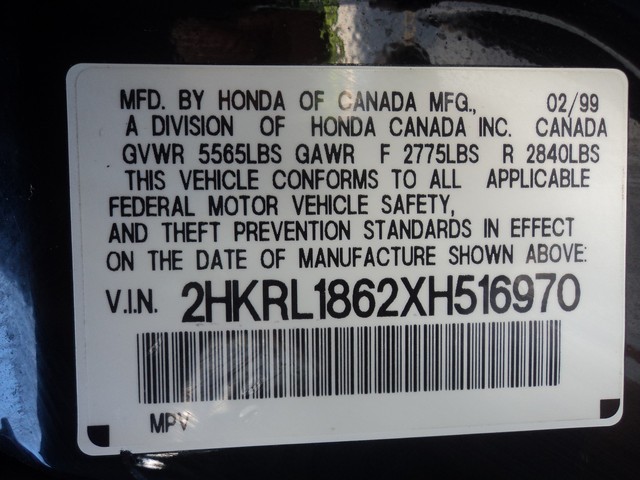 MFD. BY HONDA OF CANADA MFG., 02/99
A DIVISION OF HONDA CANADA INC. CANADA
GVWR 5565LBS GAWR F 2775LBS R 2840LBS
THIS VEHICLE CONFORMS TO ALL APPLICABLE
FEDERAL MOTOR VEHICLE SAFETY,
AND THEFT PREVENTION STANDARDS IN EFFECT
ON THE DATE OF MANUFACTURE SHOWN ABOVE:
V.I.N. 2HKRL1862XH516970
MPV